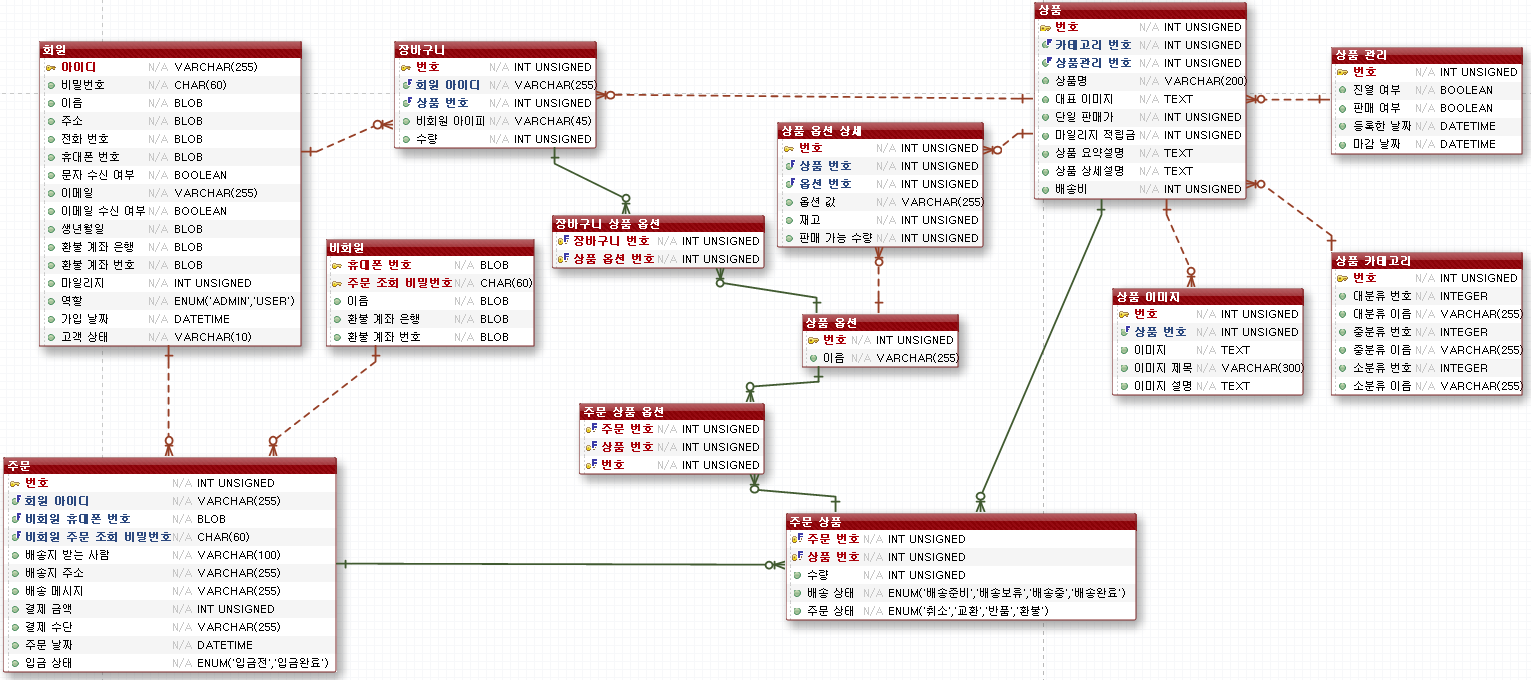 회원
아이디 N/A VARCHAR(255)
비밀번호 N/A CHAR(60)
이름 N/A BLOB
주소 N/A BLOB
전화 번호 N/A BLOB
휴대폰 번호 N/A BLOB
문자 수신 여부 N/A BOOLEAN
이메일 N/A VARCHAR(255)
이메일 수신 여부 N/A BOOLEAN
생년월일 N/A BLOB
환불 계좌 은행 N/A BLOB
환불 계좌 번호 N/A BLOB
마일리지 N/A INT UNSIGNED
역할 N/A ENUM('ADMIN','USER')
가입 날짜 N/A DATETIME
고객 상태 N/A VARCHAR(10)
장바구니
번호 N/A INT UNSIGNED
회원 아이디 N/A VARCHAR(255)
상품 번호 N/A INT UNSIGNED
비회원 아이피 N/A VARCHAR(45)
수량 N/A INT UNSIGNED
상품
번호 N/A INT UNSIGNED
카테고리 번호 N/A INT UNSIGNED
상품관리 번호 N/A INT UNSIGNED
상품명 N/A VARCHAR(200)
대표 이미지 N/A TEXT
단일 판매가 N/A INT UNSIGNED
마일리지 적립금 N/A INT UNSIGNED
상품 요약설명 N/A TEXT
상품 상세설명 N/A TEXT
배송비 N/A INT UNSIGNED
상품 관리
번호 N/A INT UNSIGNED
진열 여부 N/A BOOLEAN
판매 여부 N/A BOOLEAN
등록한 날짜 N/A DATETIME
마감 날짜 N/A DATETIME
상품 옵션 상세
번호 N/A INT UNSIGNED
상품 번호 N/A INT UNSIGNED
옵션 번호 N/A INT UNSIGNED
옵션 값 N/A VARCHAR(255)
재고 N/A INT UNSIGNED
판매 가능 수량 N/A INT UNSIGNED
장바구니 상품 옵션
장바구니 번호 N/A INT UNSIGNED
상품 옵션 번호 N/A INT UNSIGNED
비회원
휴대폰 번호 N/A BLOB
주문 조회 비밀번호 N/A CHAR(60)
이름 N/A BLOB
환불 계좌 은행 N/A BLOB
환불 계좌 번호 N/A BLOB
상품 카테고리
번호 N/A INT UNSIGNED
대분류 번호 N/A INTEGER
대분류 이름 N/A VARCHAR(255)
중분류 번호 N/A INTEGER
중분류 이름 N/A VARCHAR(255)
소분류 번호 N/A INTEGER
소분류 이름 N/A VARCHAR(255)
상품 이미지
번호 N/A INT UNSIGNED
상품 번호 N/A INT UNSIGNED
이미지 N/A TEXT
이미지 제목 N/A VARCHAR(300)
이미지 설명 N/A TEXT
상품 옵션
번호 N/A INT UNSIGNED
이름 N/A VARCHAR(255)
주문 상품 옵션
주문 번호 N/A INT UNSIGNED
상품 번호 N/A INT UNSIGNED
번호 N/A INT UNSIGNED
주문
번호 N/A INT UNSIGNED
회원 아이디 N/A VARCHAR(255)
비회원 휴대폰 번호 N/A BLOB
비회원 주문 조회 비밀번호 N/A CHAR(60)
배송지 받는 사람 N/A VARCHAR(100)
배송지 주소 N/A VARCHAR(255)
배송 메시지 N/A VARCHAR(255)
결제 금액 N/A INT UNSIGNED
결제 수단 N/A VARCHAR(255)
주문 날짜 N/A DATETIME
입금 상태 N/A ENUM('입금전','입금완료')
주문 상품
주문 번호 N/A INT UNSIGNED
상품 번호 N/A INT UNSIGNED
수량 N/A INT UNSIGNED
배송 상태 N/A ENUM('배송준비','배송보류','배송중','배송완료')
주문 상태 N/A ENUM('취소','교환','반품','환불')